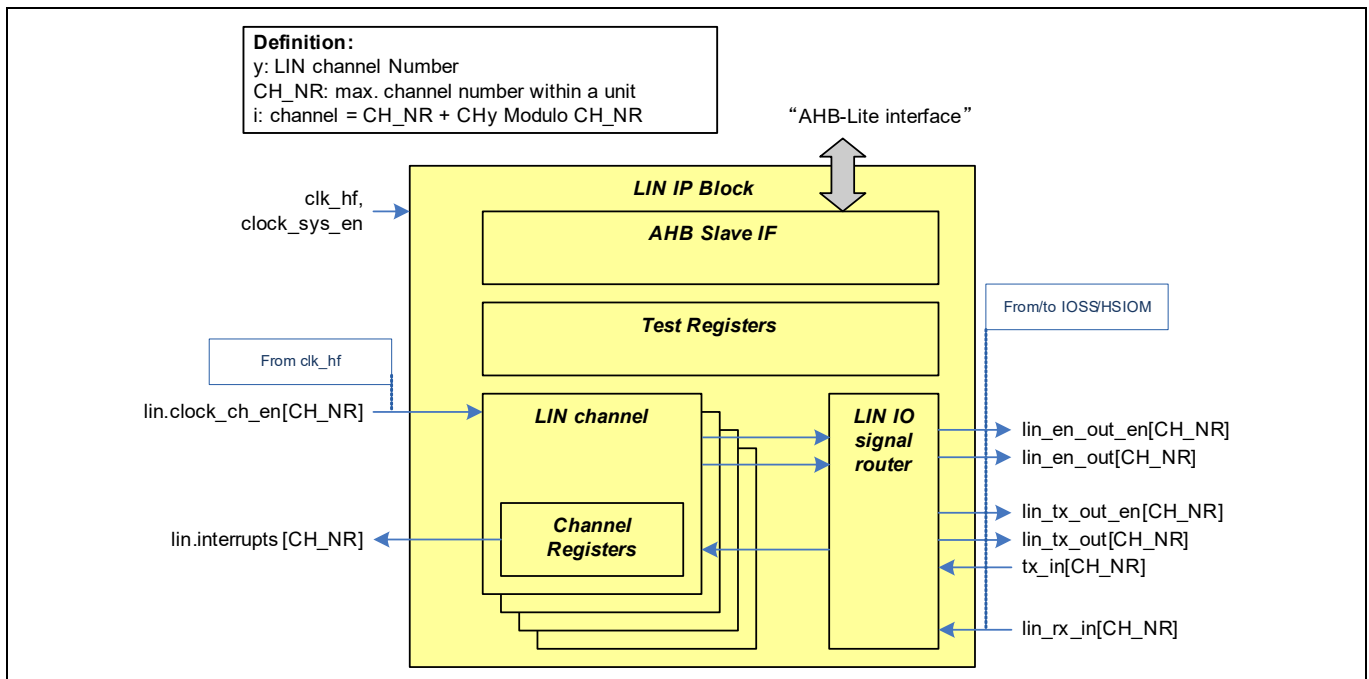 Definition:
y: LIN channel Number
CH_NR: max. channel number within a unit
i: channel = CH_NR + CHy Modulo CH_NR
“AHB-Lite interface”
clk_hf,
clock_sys_en
LIN IP Block
AHB Slave IF
Test Registers
From/to IOSS/HSIOM
From clk_hf
lin.clock_ch_en[CH_NR]
LIN channel
Channel
Registers
lin.interrupts[CH_NR]
LIN IO
signal
router
lin_en_out_en[CH_NR]
lin_en_out[CH_NR]
lin_tx_out_en[CH_NR]
lin_tx_out[CH_NR]
tx_in[CH_NR]
lin_rx_in[CH_NR]